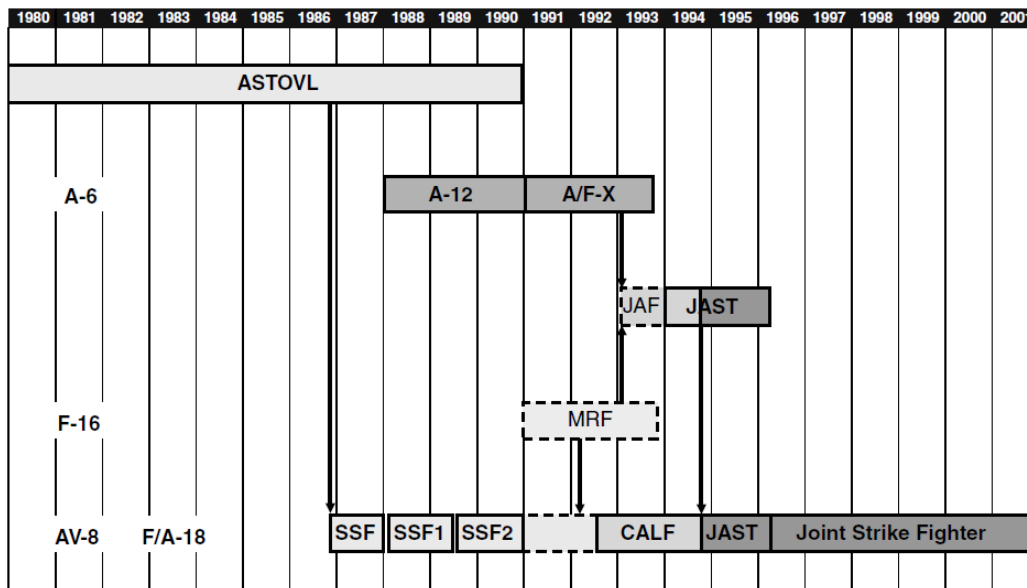 1980 1981 1982 1983 1984 1985 1986 1987 1988 1989 1990 1991 1992 1993 1994 1995 1996 1997 1998 1999 2000 2001
ASTOVL
A-6 A-12 A/F-X
JAF JAST
F-16 MRF
AV-8 F/A-18 SSF SSF1 SSF2 CALF JAST Joint Strike Fighter